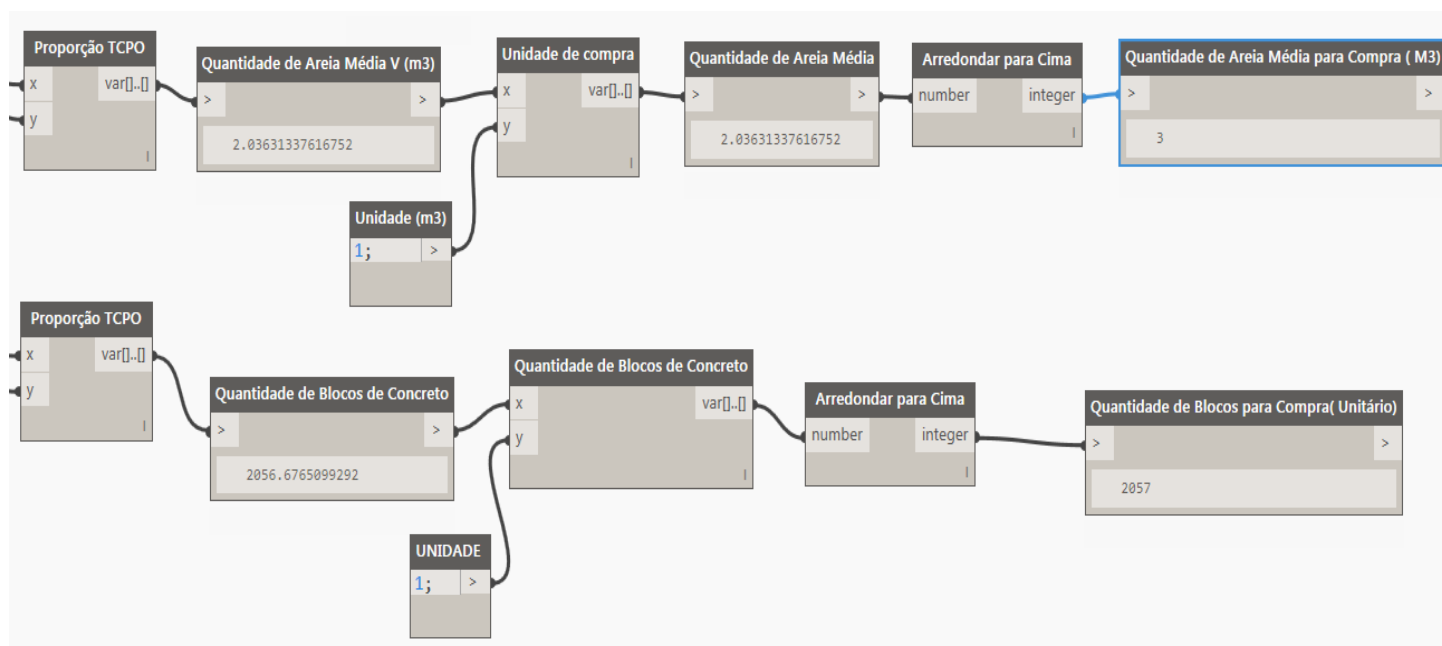 Proporção TCPO
x var[]..[]
y
l
Quantidade de Areia Média V (m3)
> >
2.03631337616752
Unidade (m3)
1; >
Unidade de compra
x var[]..[]
y
l
Quantidade de Areia Média
> >
2.03631337616752
Arredondar para Cima
number integer
l
Quantidade de Areia Média para Compra ( M3)
> >
3
Proporção TCPO
x var[]..[]
y
l
Quantidade de Blocos de Concreto
> >
2056.6765099292
UNIDADE
1; >
Quantidade de Blocos de Concreto
x var[]..[]
y
l
Arredondar para Cima
number integer
l
Quantidade de Blocos para Compra( Unitário)
> >
2057